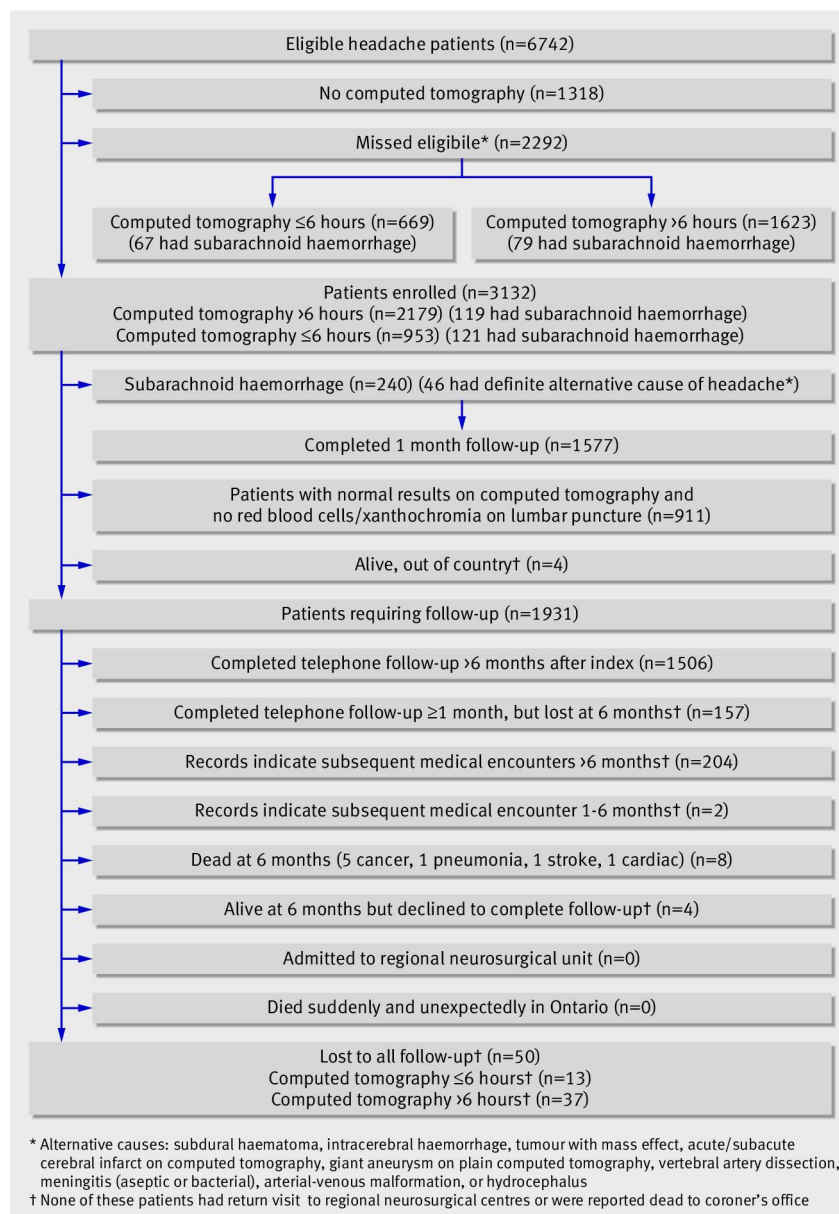 Eligible headache patients (n=6742)
No computed tomography (n=1318)
Missed eligibile* (n=2292)
Computed tomography ≤6 hours (n=669)
(67 had subarachnoid haemorrhage)
Computed tomography >6 hours (n=1623)
(79 had subarachnoid haemorrhage)
Patients enrolled (n=3132)
Computed tomography >6 hours (n=2179) (119 had subarachnoid haemorrhage)
Computed tomography ≤6 hours (n=953) (121 had subarachnoid haemorrhage)
Subarachnoid haemorrhage (n=240) (46 had definite alternative cause of headache*)
Completed 1 month follow-up (n=1577)
Patients with normal results on computed tomography and
no red blood cells/xanthochromia on lumbar puncture (n=911)
Alive, out of country† (n=4)
Patients requiring follow-up (n=1931)
Completed telephone follow-up >6 months after index (n=1506)
Completed telephone follow-up ≥1 month, but lost at 6 months† (n=157)
Records indicate subsequent medical encounters >6 months† (n=204)
Records indicate subsequent medical encounter 1-6 months† (n=2)
Dead at 6 months (5 cancer, 1 pneumonia, 1 stroke, 1 cardiac) (n=8)
Alive at 6 months but declined to complete follow-up† (n=4)
Admitted to regional neurosurgical unit (n=0)
Died suddenly and unexpectedly in Ontario (n=0)
Lost to all follow-up† (n=50)
Computed tomography ≤6 hours† (n=13)
Computed tomography >6 hours† (n=37)
* Alternative causes: subdural haematoma, intracerebral haemorrhage, tumour with mass effect, acute/subacute
cerebral infarct on computed tomography, giant aneurysm on plain computed tomography, vertebral artery dissection,
meningitis (aseptic or bacterial), arterial-venous malformation, or hydrocephalus
† None of these patients had return visit to regional neurosurgical centres or were reported dead to coroner's office